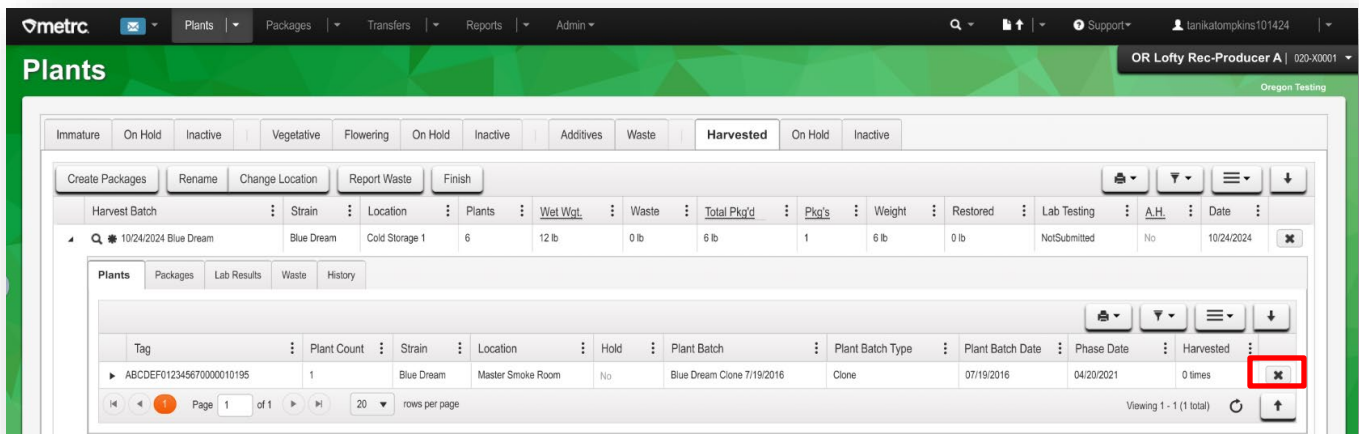 metrc. Plants Packages Transfers Reports Admin Support tanikatompkins101424
Plants OR Lofty Rec-Producer A | 020-X0001
Oregon Testing
Immature On Hold Inactive Vegetative Flowering On Hold Inactive Additives Waste Harvested On Hold Inactive
Create Packages Rename Change Location Report Waste Finish
Harvest Batch Strain Location Plants Wet Wgt. Waste Total Pkg'd Pkg's Weight Restored Lab Testing A.H. Date
10/24/2024 Blue Dream Blue Dream Cold Storage 1 6 12 lb 0 lb 6 lb 1 6 lb 0 lb NotSubmitted No 10/24/2024
Plants Packages Lab Results Waste History
Tag Plant Count Strain Location Hold Plant Batch Plant Batch Type Plant Batch Date Phase Date Harvested
ABCDEF012345670000010195 1 Blue Dream Master Smoke Room No Blue Dream Clone 7/19/2016 Clone 07/19/2016 04/20/2021 0 times
1 Page 1 of 1 20 rows per page Viewing 1 - 1 (1 total)